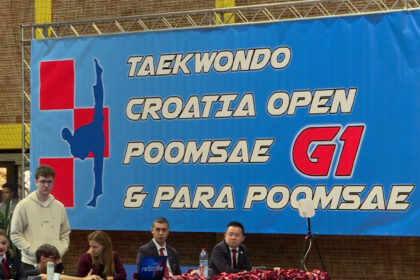 TAEKWONDO
CROATIA OPEN
POOMSAE G1
& PARA POOMSAE